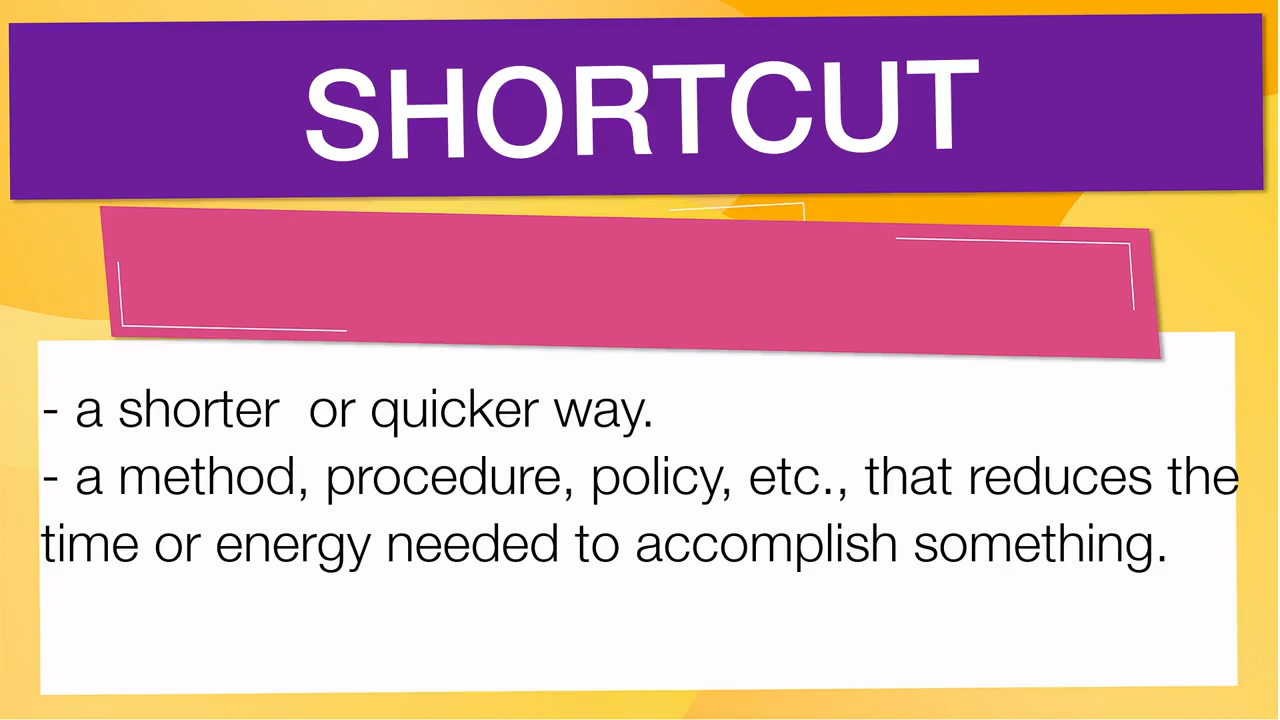 SHORTCUT
- a shorter  or quicker way.
- a method, procedure, policy, etc., that reduces the
time or energy needed to accomplish something.